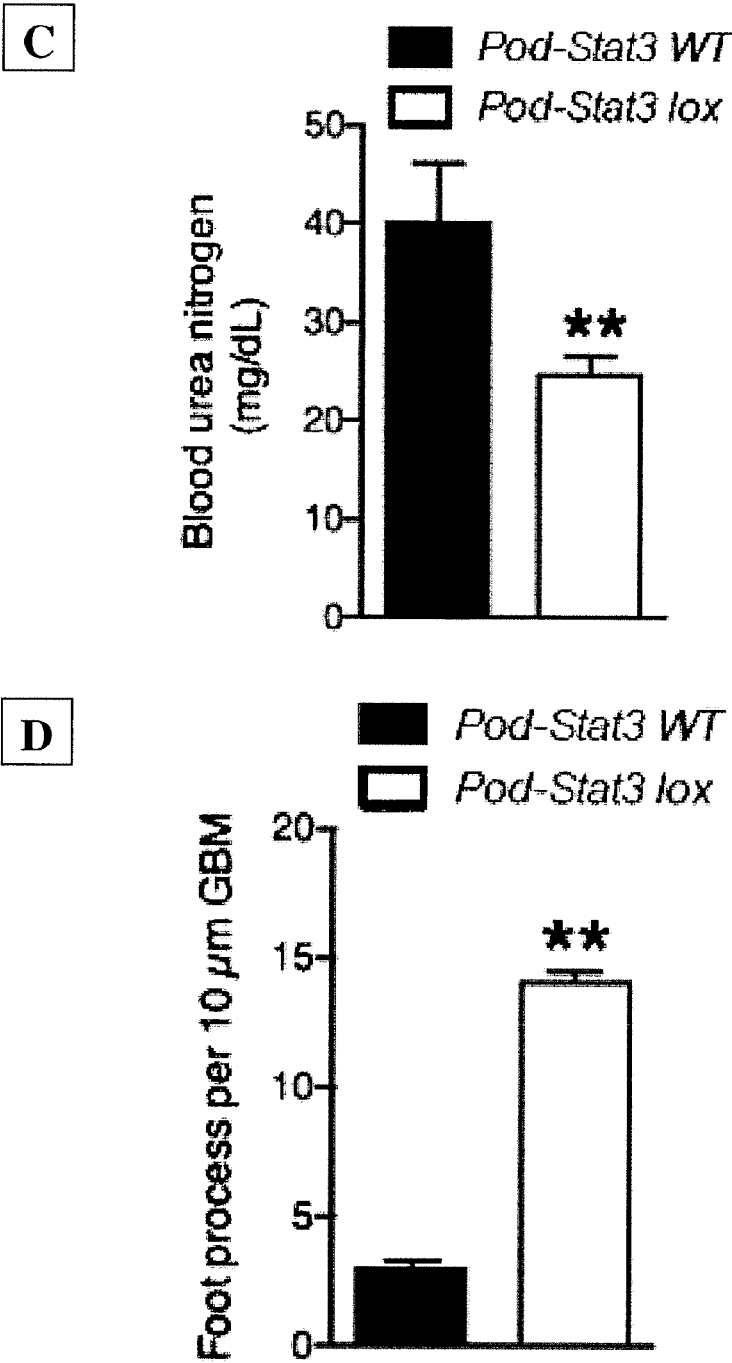 C
Pod-Stat3 WT
Pod-Stat3 lox
Blood urea nitrogen
(mg/dL)
50
40
30
20
10
0
**
D
Pod-Stat3 WT
Pod-Stat3 lox
Foot process per 10 µm GBM
20
15
10
5
0
**